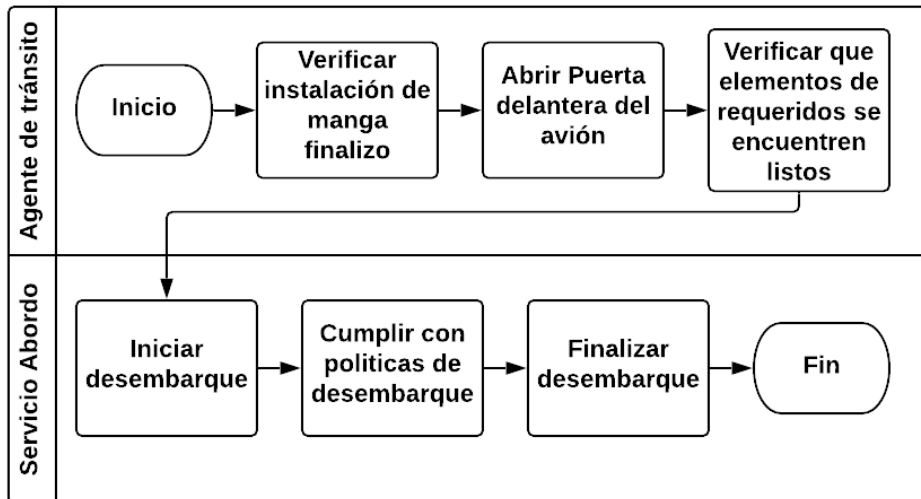 Agente de tránsito
Inicio
Verificar
instalación de
manga
finalizo
Abrir Puerta
delantera del
avión
Verificar que
elementos de
requeridos se
encuentren
listos
Servicio Abordo
Iniciar
desembarque
Cumplir con
politicas de
desembarque
Finalizar
desembarque
Fin